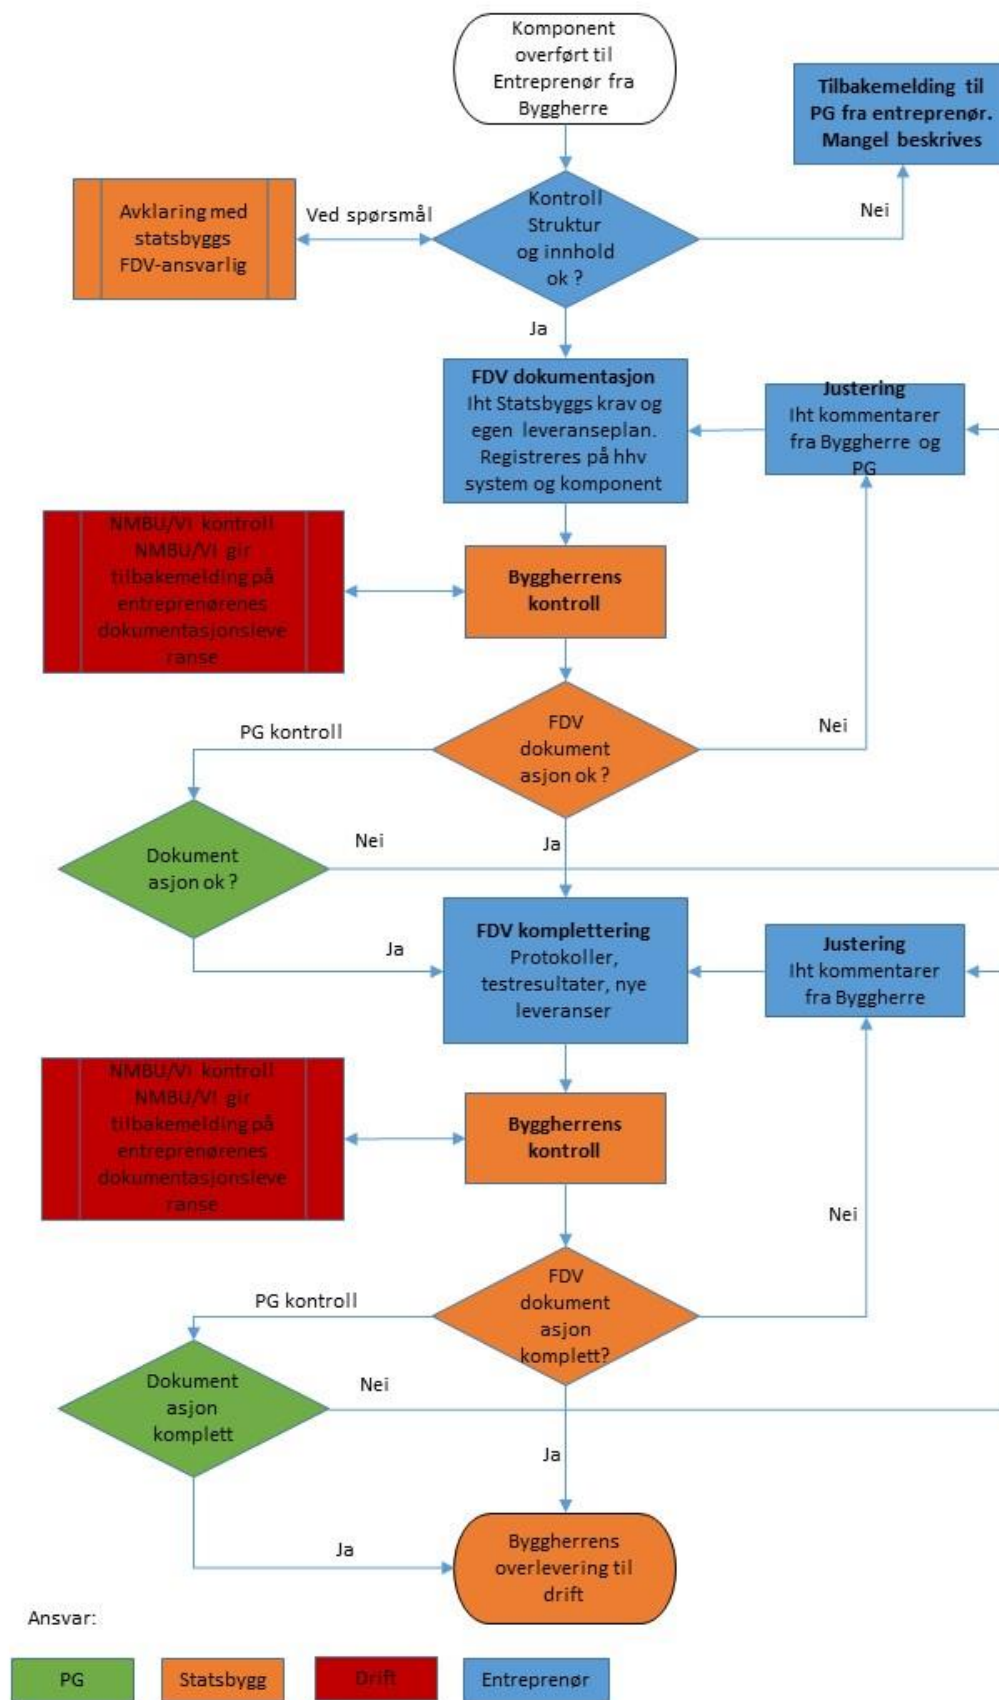 Komponent
overført til
Entreprenør fra
Byggherre
Tilbakemelding til
PG fra entreprenør.
Mangel beskrives
Avklaring med
statsbyggs
FDV-ansvarlig
Ved spørsmål
Kontroll
Struktur
og innhold
ok ?
Nei
Ja
FDV dokumentasjon
Iht Statsbyggs krav og
egen leveranseplan.
Registreres på hhv
system og komponent
Justering
Iht kommentarer
fra Byggherre og
PG
NMBU/VI kontroll
NMBU/VI gir
tilbakemelding på
entreprenørenes
dokumentasjonsleve
ranse
Byggherrens
kontroll
PG kontroll
FDV
dokument
asjon ok ?
Nei
Ja
Dokument
asjon ok ?
Nei
Ja
FDV komplettering
Protokoller,
testresultater, nye
leveranser
Justering
Iht kommentarer
fra Byggherre
NMBU/VI kontroll
NMBU/VI gir
tilbakemelding på
entreprenørenes
dokumentasjonsleve
ranse
Byggherrens
kontroll
Nei
PG kontroll
FDV
dokument
asjon
komplett?
Dokument
asjon
komplett
Nei
Ja
Ja
Byggherrens
overlevering til
drift
Ansvar:
PG
Statsbygg
Drift
Entreprenør